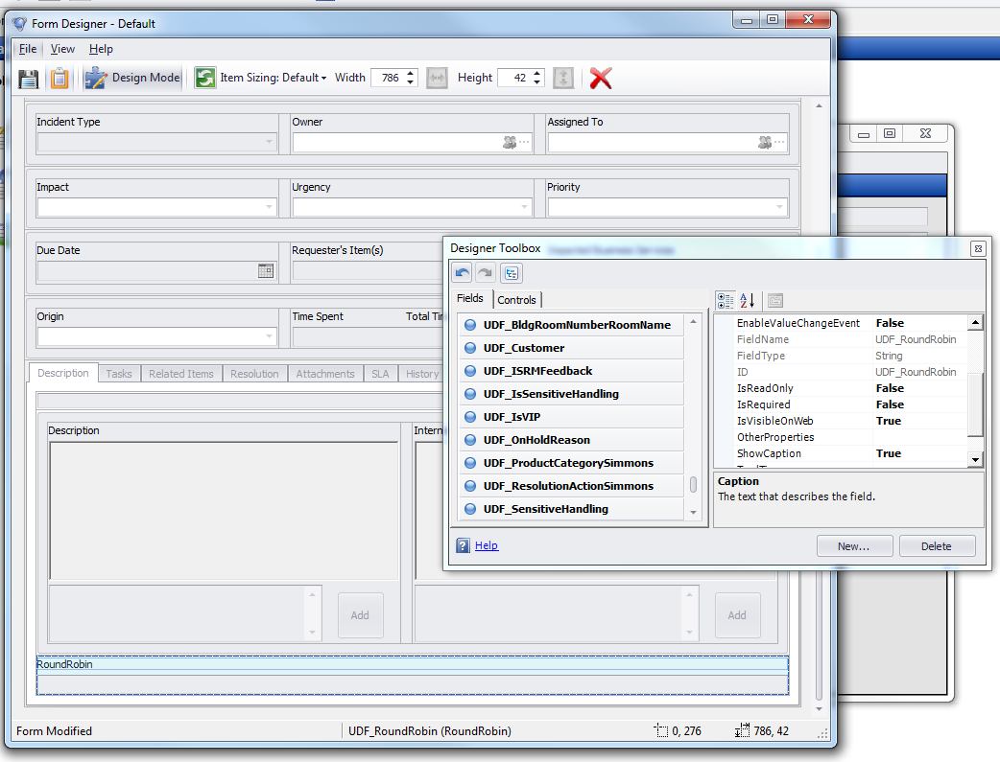 Form Designer - Default
File View Help
Design Mode Item Sizing: Default Width 786 Height 42
Incident Type Owner Assigned To
Impact Urgency Priority
Due Date Requester's Item(s)
Origin Time Spent
Description Tasks Related Items Resolution Attachments SLA History
Description
Add Add
RoundRobin
Form Modified UDF_RoundRobin (RoundRobin) 0, 276 786, 42
Designer Toolbox
Fields Controls
UDF_BldgRoomNumberRoomName
UDF_Customer
UDF_ISRMFeedback
UDF_IsSensitiveHandling
UDF_IsVIP
UDF_OnHoldReason
UDF_ProductCategorySimmons
UDF_ResolutionActionSimmons
UDF_SensitiveHandling
EnableValueChangeEvent False
FieldName UDF_RoundRobin
FieldType String
ID UDF_RoundRobin
IsReadOnly False
IsRequired False
IsVisibleOnWeb True
OtherProperties
ShowCaption True
Caption
The text that describes the field.
Help
New... Delete